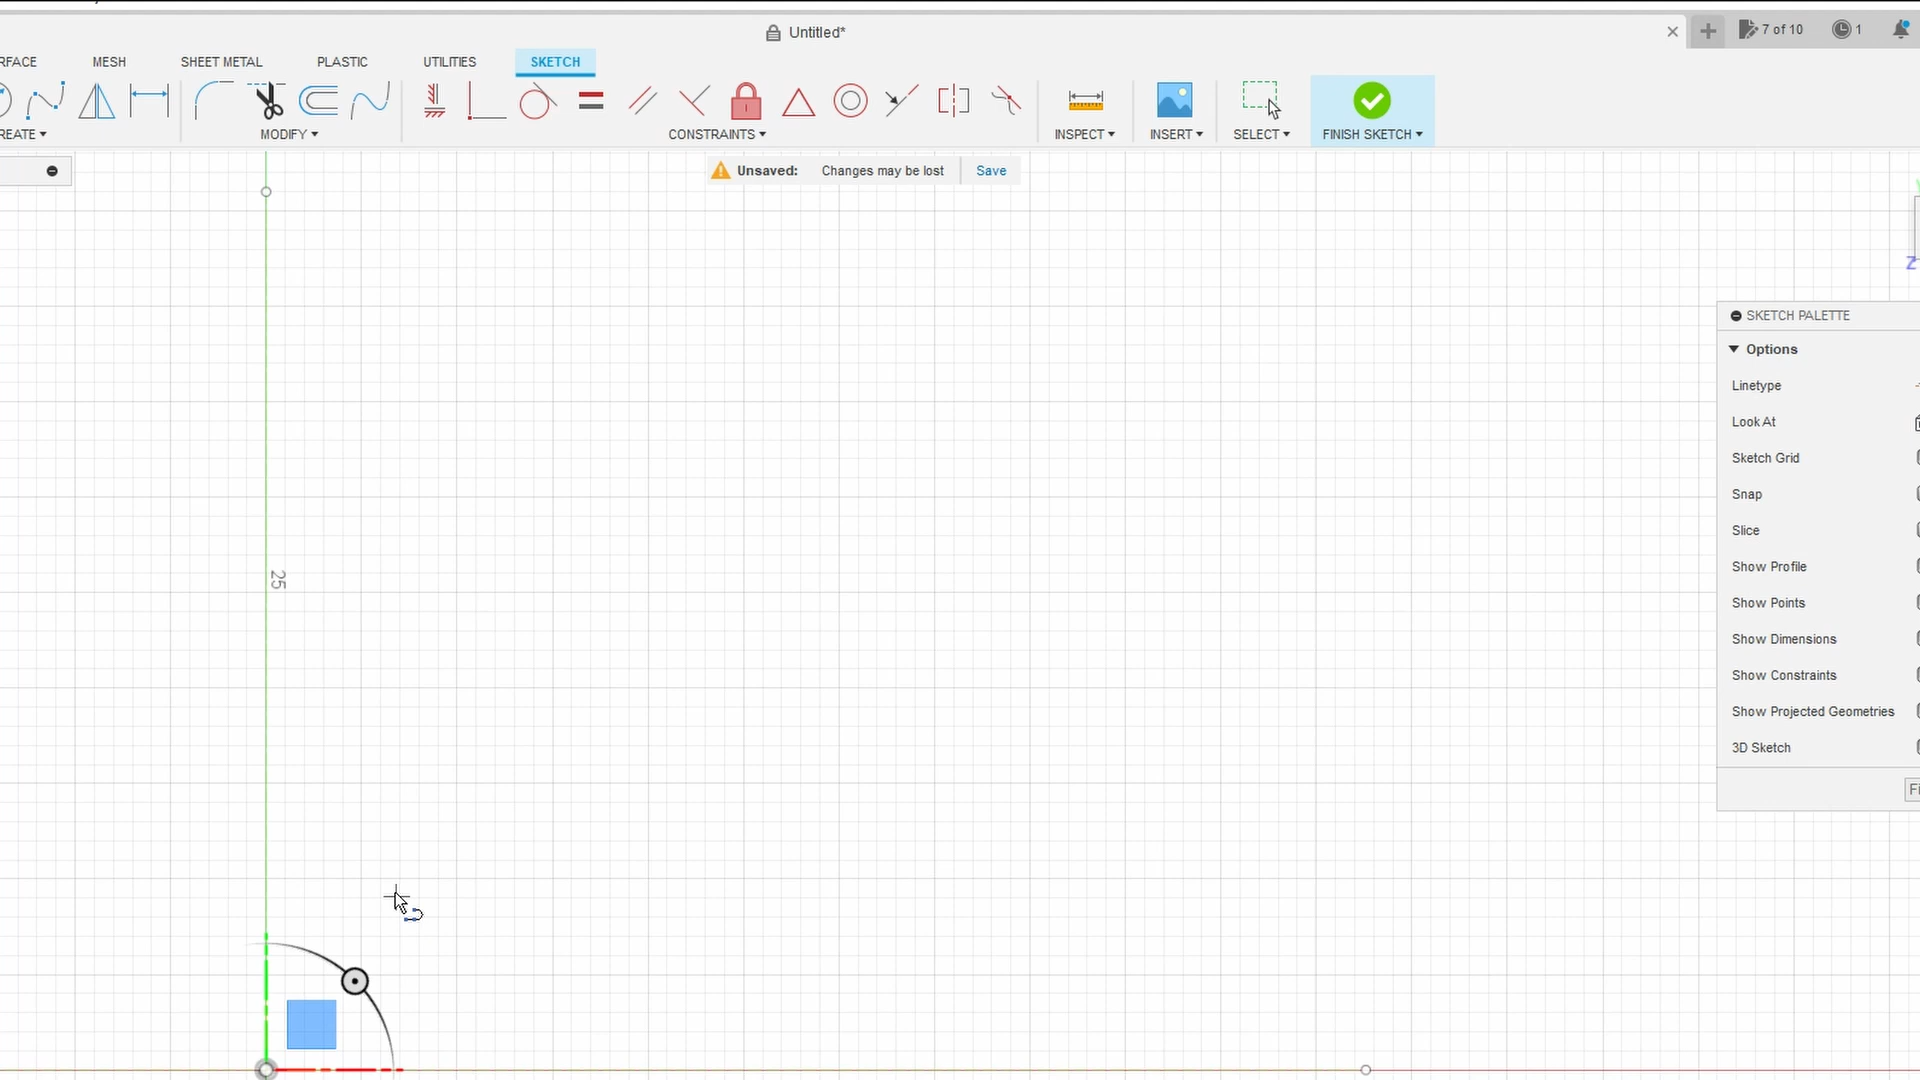 Untitled*
7 of 10
1
RFACE
MESH
SHEET METAL
PLASTIC
UTILITIES
SKETCH
REATE
MODIFY
CONSTRAINTS
INSPECT
INSERT
SELECT
FINISH SKETCH
Unsaved: Changes may be lost Save
Z
SKETCH PALETTE
Options
Linetype
Look At
Sketch Grid
Snap
Slice
25
Show Profile
Show Points
Show Dimensions
Show Constraints
Show Projected Geometries
3D Sketch
Fi